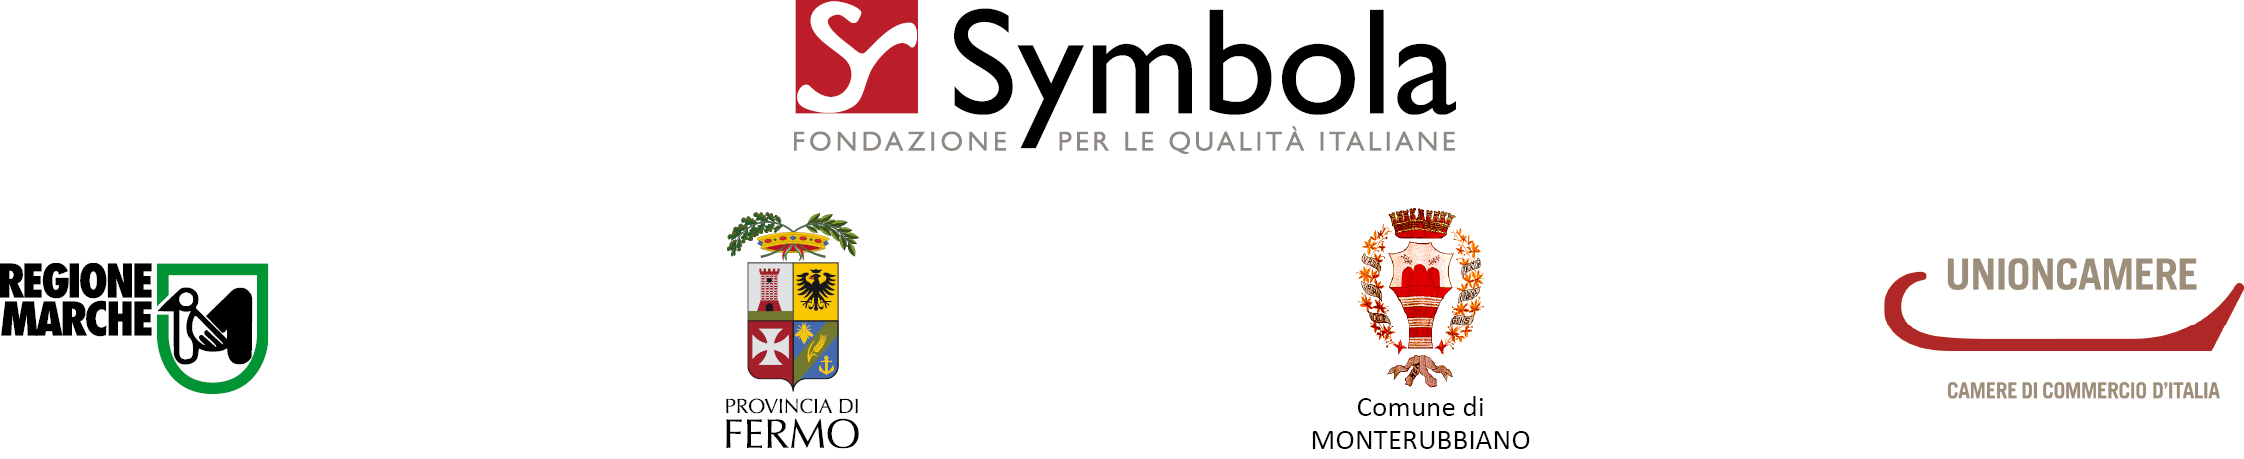 Symbola
FONDAZIONE PER LE QUALITÀ ITALIANE
REGIONE
MARCHE
PROVINCIA DI
FERMO
Comune di
MONTERUBBIANO
UNIONCAMERE
CAMERE DI COMMERCIO D'ITALIA